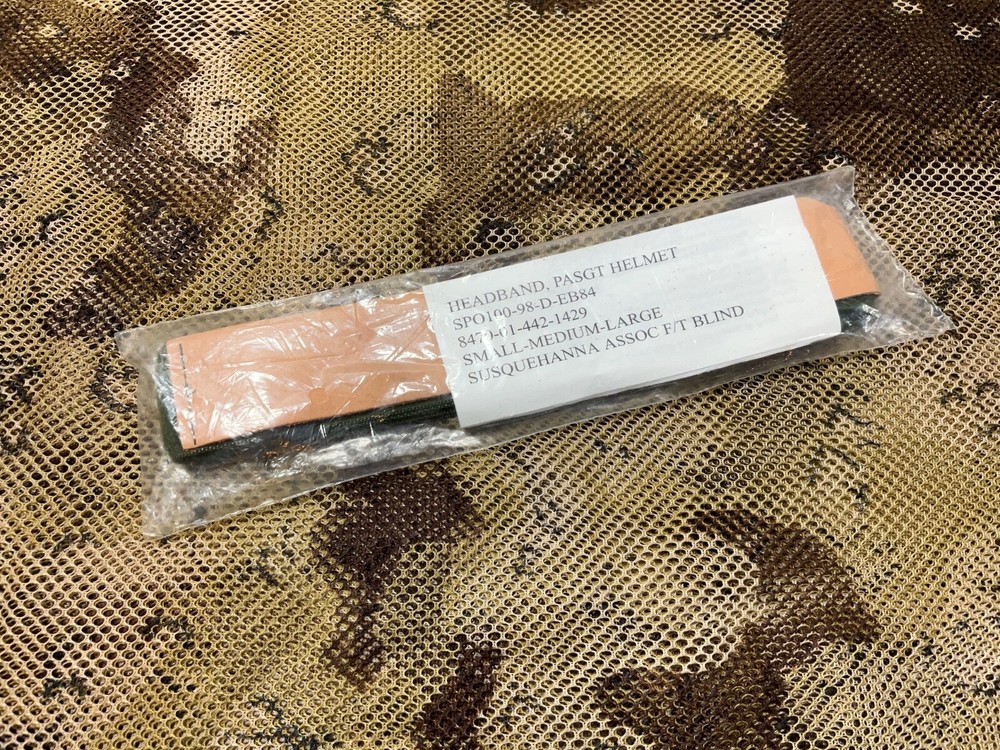 HEADBAND, PASGT HELMET
SPO100-98-D-EB84
8470-01-442-1429
SMALL-MEDIUM-LARGE
SUSQUEHANNA ASSOC F/T BLIND